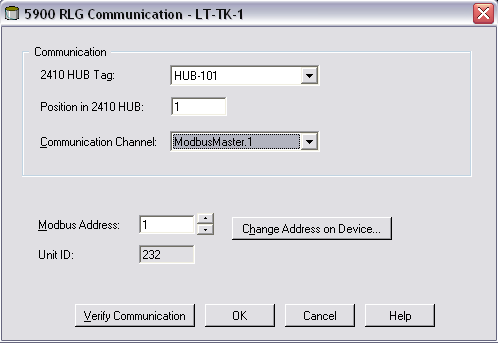 5900 RLG Communication - LT-TK-1
Communication
2410 HUB Tag: HUB-101
Position in 2410 HUB: 1
Communication Channel: ModbusMaster.1
Modbus Address: 1 Change Address on Device...
Unit ID: 232
Verify Communication OK Cancel Help